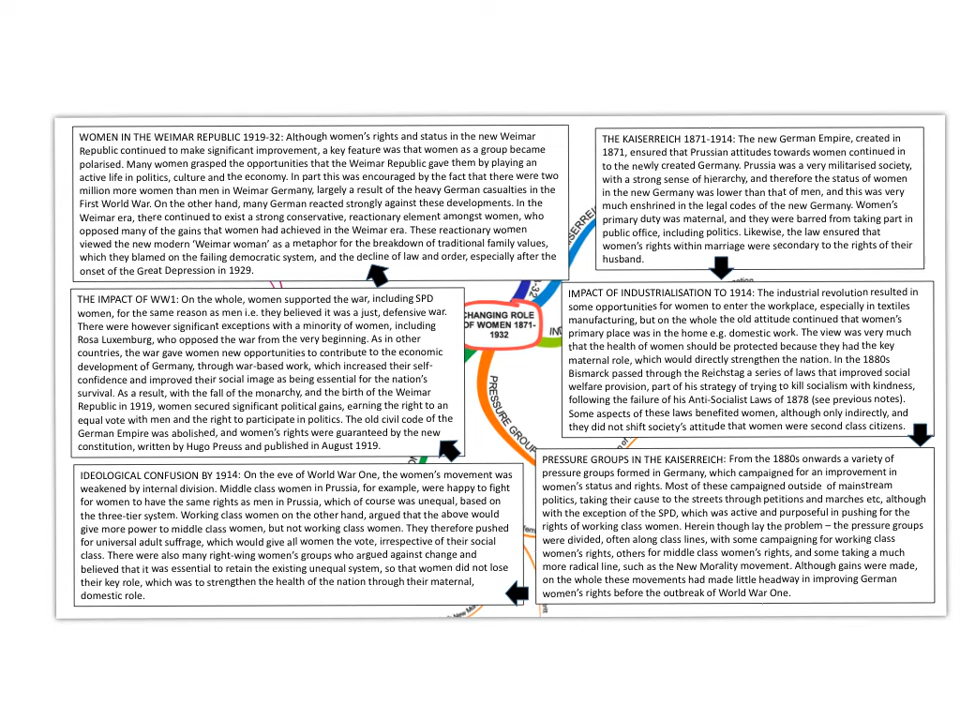 WOMEN IN THE WEIMAR REPUBLIC 1919-32: Although women's rights and status in the new Weimar
Republic continued to make significant improvement, a key feature was that women as a group became
polarised. Many women grasped the opportunities that the Weimar Republic gave them by playing an
active life in politics, culture and the economy. In part this was encouraged by the fact that there were two
million more women than men in Weimar Germany, largely a result of the heavy German casualties in the
First World War. On the other hand, many German reacted strongly against these developments. In the
Weimar era, there continued to exist a strong conservative, reactionary element amongst women, who
opposed many of the gains that women had achieved in the Weimar era. These reactionary women
viewed the new modern 'Weimar woman' as a metaphor for the breakdown of traditional family values,
which they blamed on the failing democratic system, and the decline of law and order, especially after the
onset of the Great Depression in 1929.
THE KAISERREICH 1871-1914: The new German Empire, created in
1871, ensured that Prussian attitudes towards women continued in
to the newly created Germany. Prussia was a very militarised society,
with a strong sense of hierarchy, and therefore the status of women
in the new Germany was lower than that of men, and this was very
much enshrined in the legal codes of the new Germany. Women's
primary duty was maternal, and they were barred from taking part in
public office, including politics. Likewise, the law ensured that
women's rights within marriage were secondary to the rights of their
husband.
THE IMPACT OF WW1: On the whole, women supported the war, including SPD
women, for the same reason as men i.e. they believed it was a just, defensive war.
There were however significant exceptions with a minority of women, including
Rosa Luxemburg, who opposed the war from the very beginning. As in other
countries, the war gave women new opportunities to contribute to the economic
development of Germany, through war-based work, which increased their self-
confidence and improved their social image as being essential for the nation's
survival. As a result, with the fall of the monarchy, and the birth of the Weimar
Republic in 1919, women secured significant political gains, earning the right to an
equal vote with men and the right to participate in politics. The old civil code of the
German Empire was abolished, and women's rights were guaranteed by the new
constitution, written by Hugo Preuss and published in August 1919.
CHANGING ROLE
OF WOMEN 1871-
1932
IMPACT OF INDUSTRIALISATION TO 1914: The industrial revolution resulted in
some opportunities for women to enter the workplace, especially in textiles
manufacturing, but on the whole the old attitude continued that women's
primary place was in the home e.g. domestic work. The view was very much
that the health of women should be protected because they had the key
maternal role, which would directly strengthen the nation. In the 1880s
Bismarck passed through the Reichstag a series of laws that improved social
welfare provision, part of his strategy of trying to kill socialism with kindness,
following the failure of his Anti-Socialist Laws of 1878 (see previous notes).
Some aspects of these laws benefited women, although only indirectly, and
they did not shift society's attitude that women were second class citizens.
PRESSURE GROUP
IDEOLOGICAL CONFUSION BY 1914: On the eve of World War One, the women's movement was
weakened by internal division. Middle class women in Prussia, for example, were happy to fight
for women to have the same rights as men in Prussia, which of course was unequal, based on
the three-tier system. Working class women on the other hand, argued that the above would
give more power to middle class women, but not working class women. They therefore pushed
for universal adult suffrage, which would give all women the vote, irrespective of their social
class. There were also many right-wing women's groups who argued against change and
believed that it was essential to retain the existing unequal system, so that women did not lose
their key role, which was to strengthen the health of the nation through their maternal,
domestic role.
PRESSURE GROUPS IN THE KAISERREICH: From the 1880s onwards a variety of
pressure groups formed in Germany, which campaigned for an improvement in
women's status and rights. Most of these campaigned outside of mainstream
politics, taking their cause to the streets through petitions and marches etc, although
with the exception of the SPD, which was active and purposeful in pushing for the
rights of working class women. Herein though lay the problem – the pressure groups
were divided, often along class lines, with some campaigning for working class
women's rights, others for middle class women's rights, and some taking a much
more radical line, such as the New Morality movement. Although gains were made,
on the whole these movements had made little headway in improving German
women's rights before the outbreak of World War One.